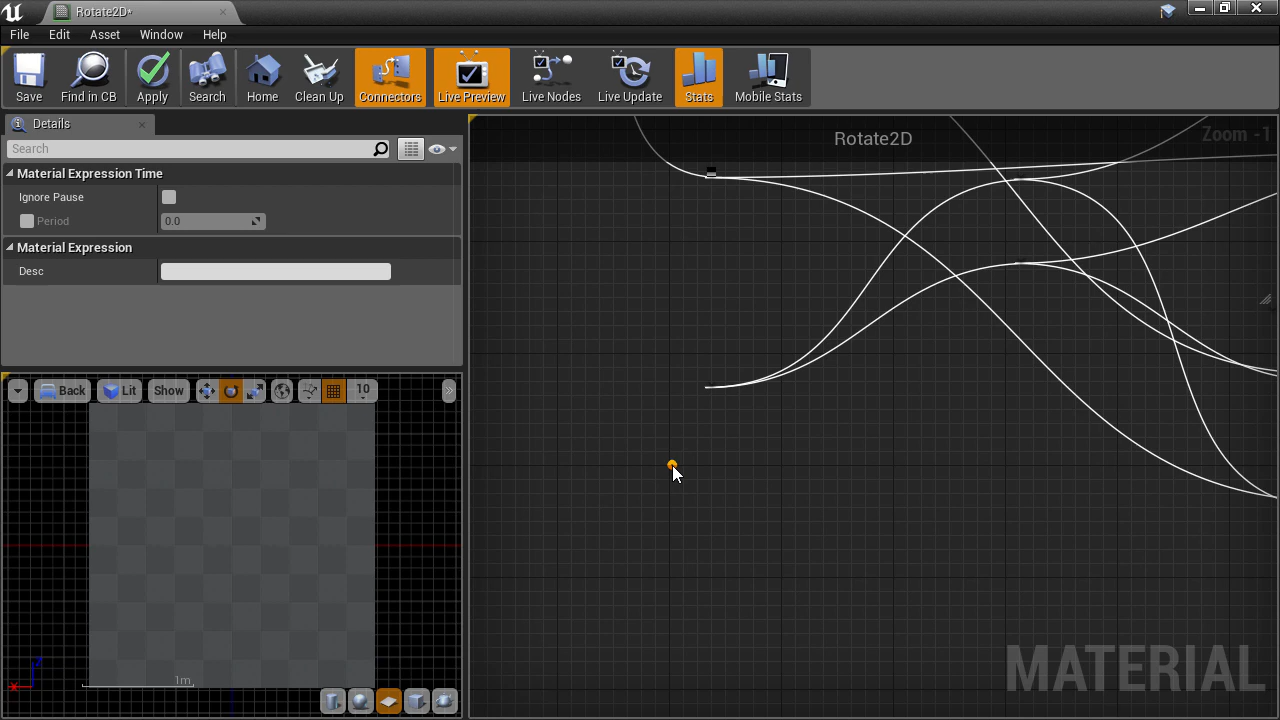 Rotate2D*
File Edit Asset Window Help
Save Find in CB Apply Search Home Clean Up Connectors Live Preview Live Nodes Live Update Stats Mobile Stats
Details
Search
Material Expression Time
Ignore Pause
Period 0.0
Material Expression
Desc
Back Lit Show 10
1m
Z
X
Rotate2D
Zoom -1
MATERIAL